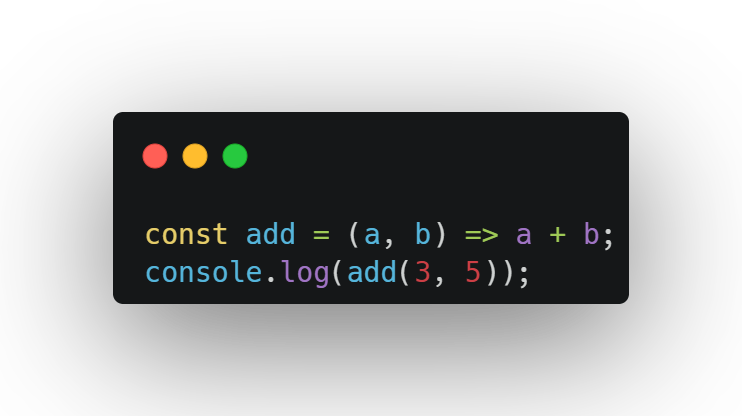 const add = (a, b) => a + b;
console.log(add(3, 5));